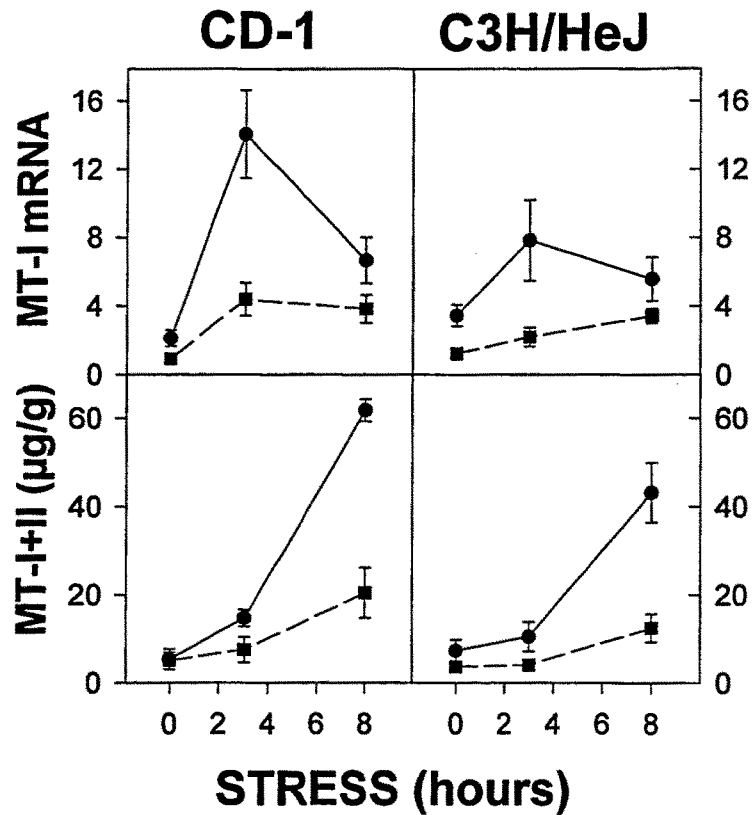 CD-1 C3H/HeJ
MT-I mRNA
16 16
12 12
8 8
4 4
0 0
MT-I+II (µg/g)
60 60
40 40
20 20
0 0
0 2 4 6 8 0 2 4 6 8
STRESS (hours)